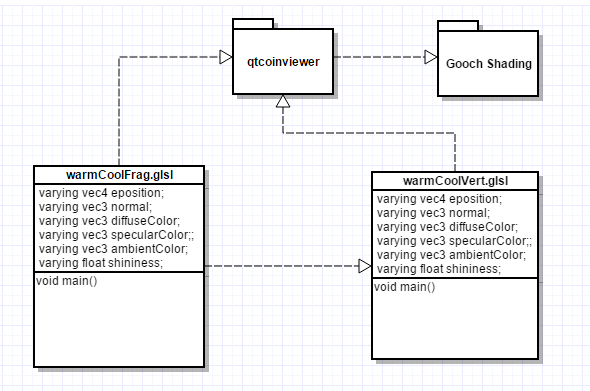 qtcoinviewer
Gooch Shading
warmCoolFrag.glsl
varying vec4 eposition;
varying vec3 normal;
varying vec3 diffuseColor;
varying vec3 specularColor;;
varying vec3 ambientColor;
varying float shininess;
void main()
warmCoolVert.glsl
varying vec4 eposition;
varying vec3 normal;
varying vec3 diffuseColor;
varying vec3 specularColor;;
varying vec3 ambientColor;
varying float shininess;
void main()